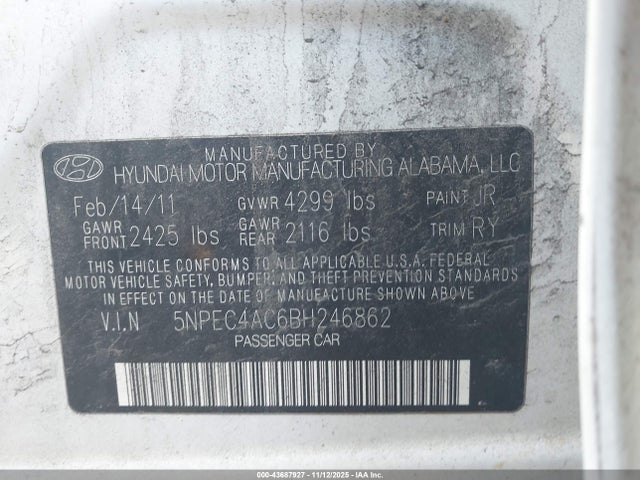 MANUFACTURED BY
HYUNDAI MOTOR MANUFACTURING ALABAMA, LLC
Feb/14/11 GVWR 4299 lbs PAINT JR
GAWR FRONT 2425 lbs GAWR REAR 2116 lbs TRIM RY
THIS VEHICLE CONFORMS TO ALL APPLICABLE U.S.A. FEDERAL
MOTOR VEHICLE SAFETY, BUMPER, AND THEFT PREVENTION STANDARDS
IN EFFECT ON THE DATE OF MANUFACTURE SHOWN ABOVE.
V.I.N 5NPEC4AC6BH246862
PASSENGER CAR
000-43687927 - 11/12/2025 - IAAI.com